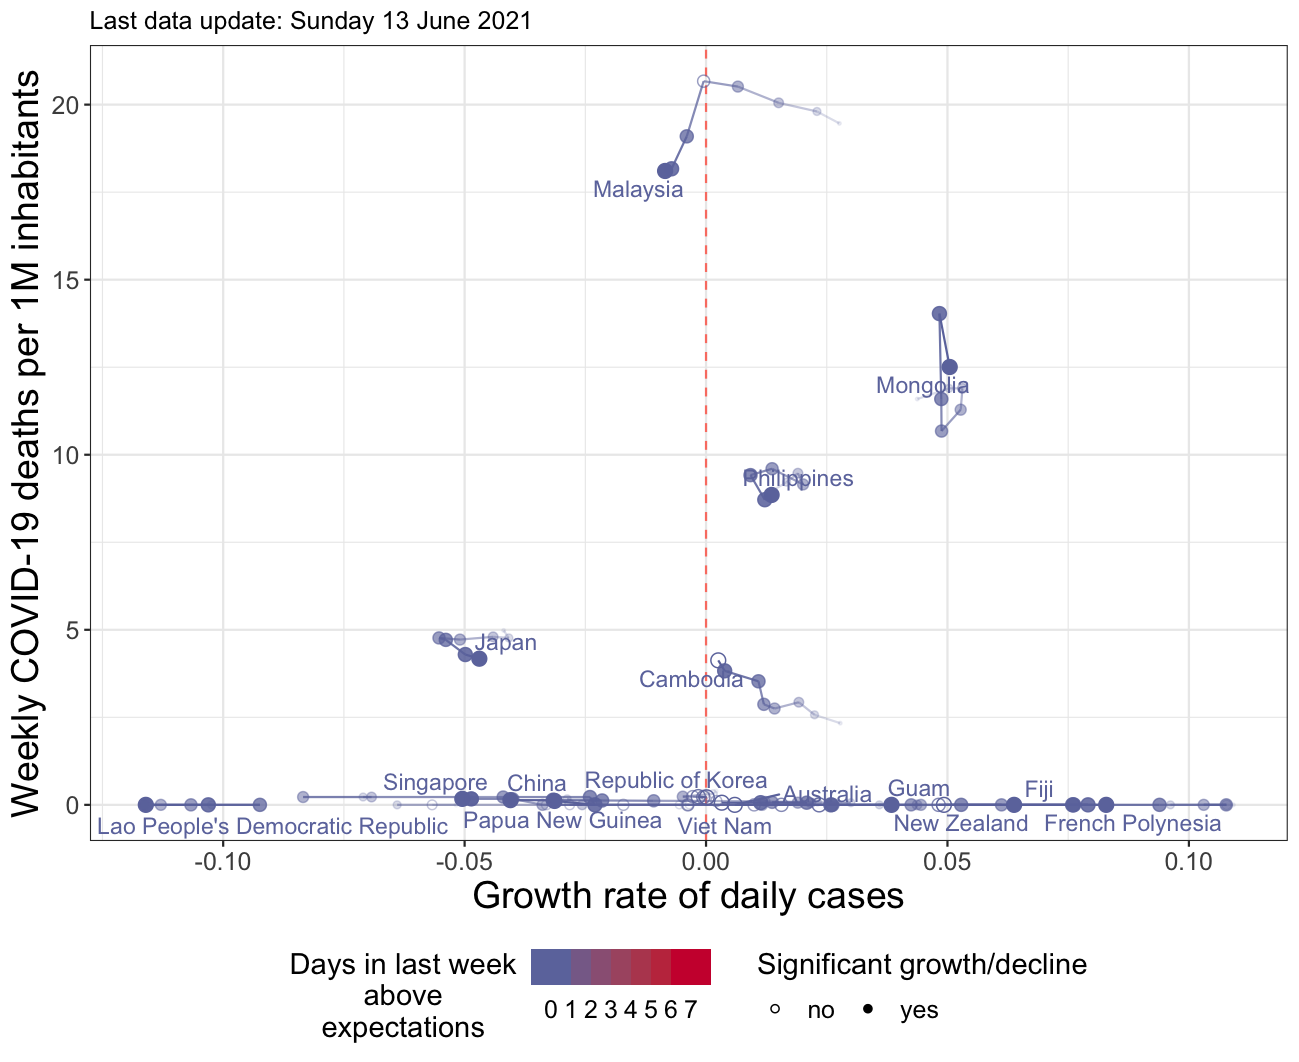 Last data update: Sunday 13 June 2021
Weekly COVID-19 deaths per 1M inhabitants
20
15
10
5
0
Malaysia
Mongolia
Philippines
Japan
Cambodia
Singapore
China
Republic of Korea
Australia
Guam
Fiji
Lao People's Democratic Republic
Papua New Guinea
Viet Nam
New Zealand
French Polynesia
-0.10
-0.05
0.00
0.05
0.10
Growth rate of daily cases
Days in last week
above
expectations
0 1 2 3 4 5 6 7
Significant growth/decline
no
yes